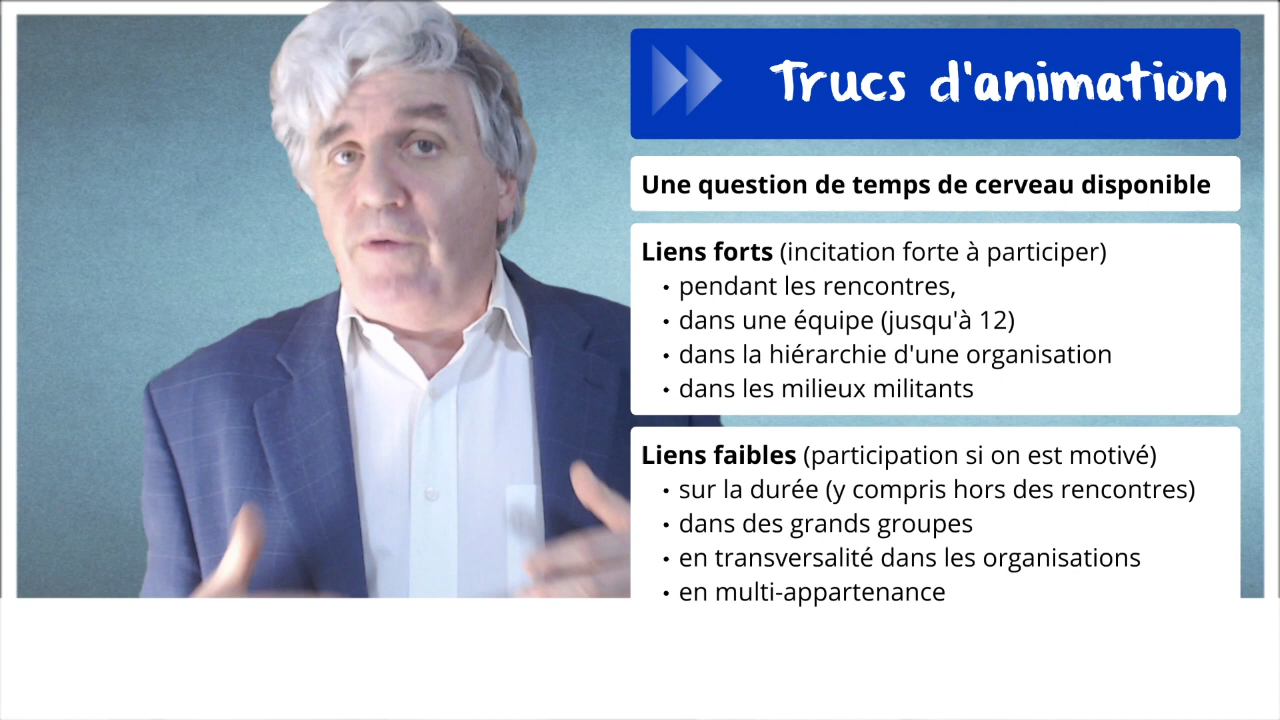 Trucs d'animation
Une question de temps de cerveau disponible
Liens forts (incitation forte à participer)
• pendant les rencontres,
• dans une équipe (jusqu'à 12)
• dans la hiérarchie d'une organisation
• dans les milieux militants
Liens faibles (participation si on est motivé)
• sur la durée (y compris hors des rencontres)
• dans des grands groupes
• en transversalité dans les organisations
• en multi-appartenance